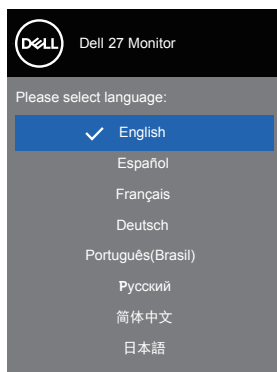 DELL
Dell 27 Monitor
Please select language:
English
Español
Français
Deutsch
Português(Brasil)
Русский
简体中文
日本語